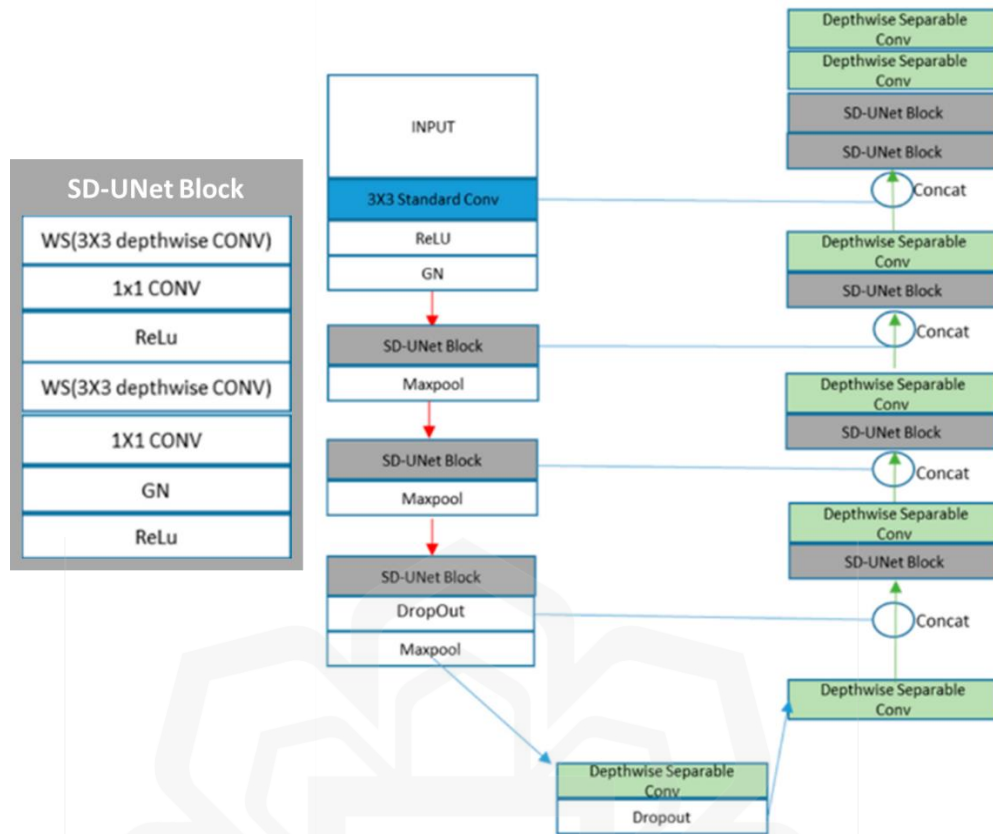 SD-UNet Block
WS(3X3 depthwise CONV)
1x1 CONV
ReLu
WS(3X3 depthwise CONV)
1X1 CONV
GN
ReLu
INPUT
3X3 Standard Conv
ReLU
GN
SD-UNet Block
Maxpool
SD-UNet Block
Maxpool
SD-UNet Block
DropOut
Maxpool
Depthwise Separable
Conv
Dropout
Depthwise Separable
Conv
Depthwise Separable
Conv
SD-UNet Block
SD-UNet Block
Concat
Depthwise Separable
Conv
SD-UNet Block
Concat
Depthwise Separable
Conv
SD-UNet Block
Concat
Depthwise Separable
Conv
SD-UNet Block
Concat
Depthwise Separable
Conv